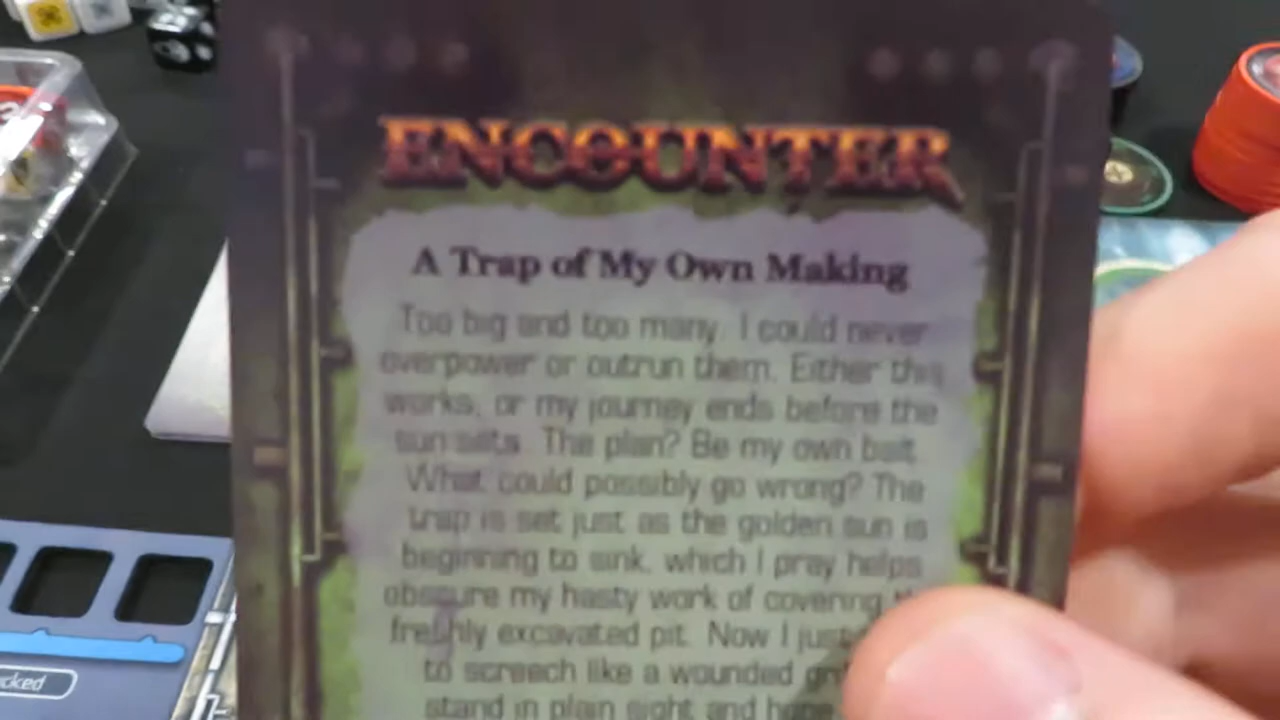 ENCOUNTER
A Trap of My Own Making
Too big and too many. I could never
overpower or outrun them. Either this
works, or my journey ends before the
sun sets. The plan? Be my own bait.
What could possibly go wrong? The
trap is set just as the golden sun is
beginning to sink, which I pray helps
obscure my hasty work of covering
freshly excavated pit. Now I just
to screech like a wounded
stand in plain sight and hope
cked